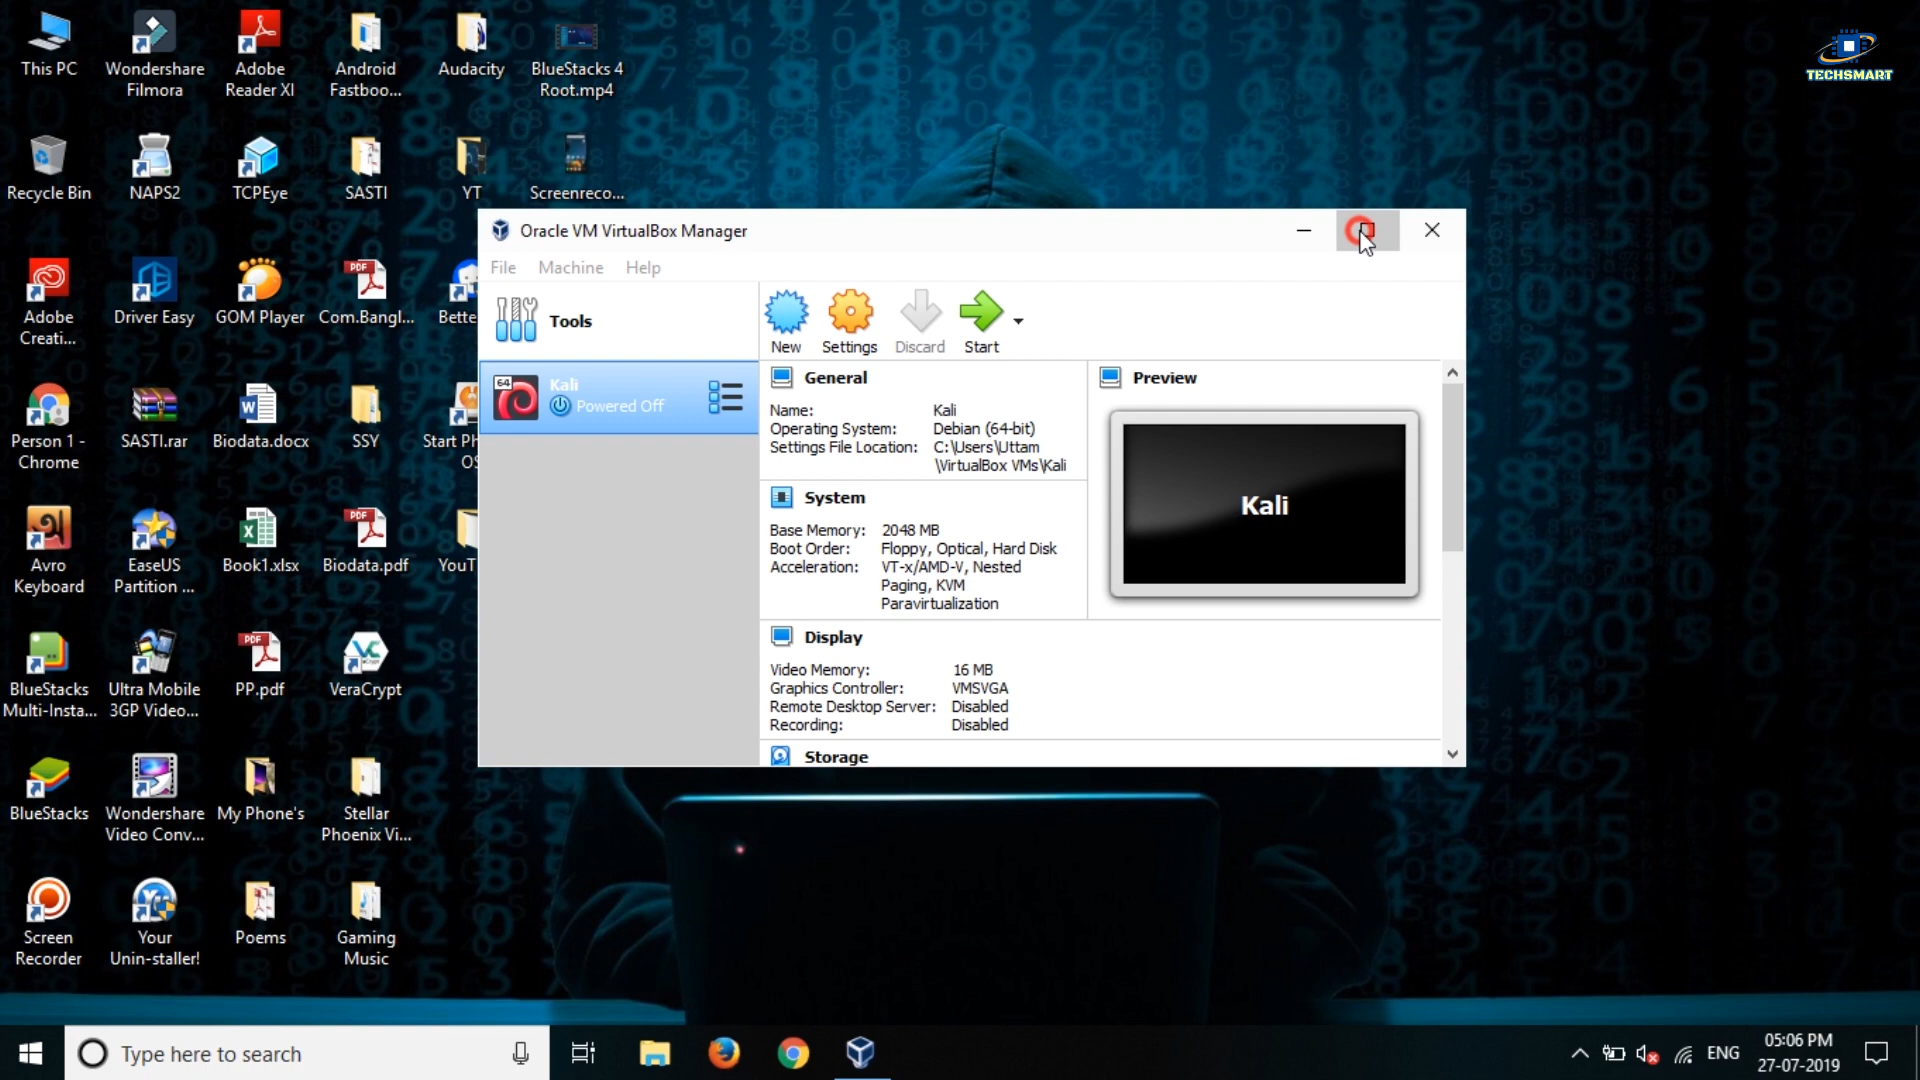 This PC
Wondershare
Filmora
Adobe
Reader XI
Android
Fastboo...
Audacity
BlueStacks 4
Root.mp4
TECHSMART
Recycle Bin
NAPS2
TCPEye
SASTI
YT
Screenreco...
Adobe
Creati...
Driver Easy
GOM Player
Com.Bangl...
Bette
Person 1 -
Chrome
SASTI.rar
Biodata.docx
SSY
Start Ph
OS
Avro
Keyboard
EaseUS
Partition ...
Book1.xlsx
Biodata.pdf
YouT
BlueStacks
Multi-Insta...
Ultra Mobile
3GP Video...
PP.pdf
VeraCrypt
BlueStacks
Wondershare
Video Conv...
My Phone's
Stellar
Phoenix Vi...
Screen
Recorder
Your
Unin-staller!
Poems
Gaming
Music
Oracle VM VirtualBox Manager
File Machine Help
Tools
New Settings Discard Start
64
Kali
Powered Off
General
Name: Kali
Operating System: Debian (64-bit)
Settings File Location: C:\Users\Uttam
\VirtualBox VMs\Kali
System
Base Memory: 2048 MB
Boot Order: Floppy, Optical, Hard Disk
Acceleration: VT-x/AMD-V, Nested
Paging, KVM
Paravirtualization
Preview
Kali
Display
Video Memory: 16 MB
Graphics Controller: VMSVGA
Remote Desktop Server: Disabled
Recording: Disabled
Storage
Type here to search
ENG
05:06 PM
27-07-2019